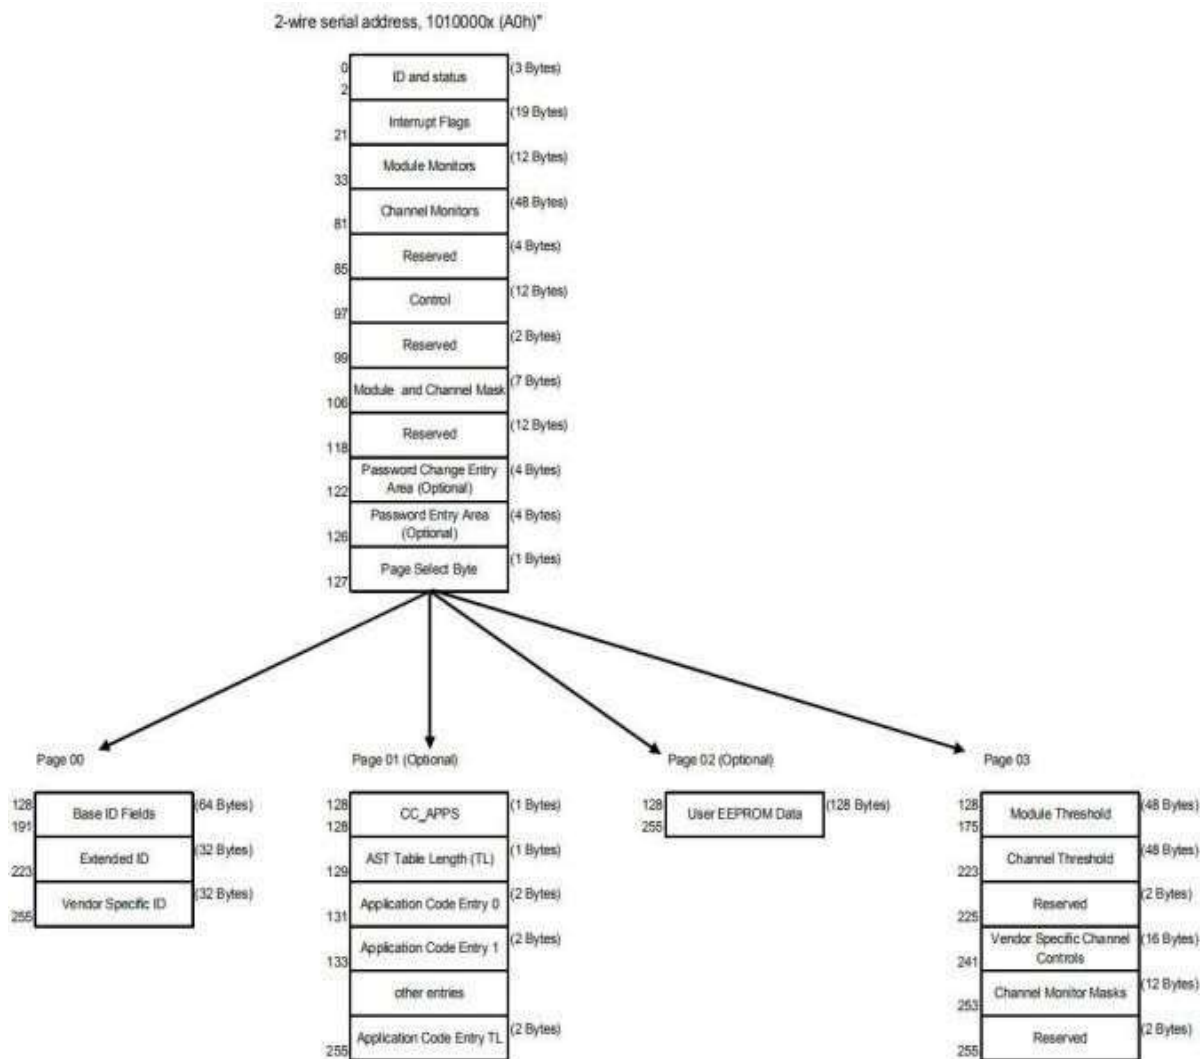 2-wire serial address, 1010000x (A0h)"
0
2
ID and status
(3 Bytes)
21
Interrupt Flags
(19 Bytes)
33
Module Monitors
(12 Bytes)
81
Channel Monitors
(48 Bytes)
85
Reserved
(4 Bytes)
97
Control
(12 Bytes)
99
Reserved
(2 Bytes)
106
Module and Channel Mask
(7 Bytes)
118
Reserved
(12 Bytes)
122
Password Change Entry
Area (Optional)
(4 Bytes)
126
Password Entry Area
(Optional)
(4 Bytes)
127
Page Select Byte
(1 Bytes)
Page 00
128
191
Base ID Fields
(64 Bytes)
223
Extended ID
(32 Bytes)
255
Vendor Specific ID
(32 Bytes)
Page 01 (Optional)
128
128
CC_APPS
(1 Bytes)
129
AST Table Length (TL)
(1 Bytes)
131
Application Code Entry 0
(2 Bytes)
133
Application Code Entry 1
(2 Bytes)
other entries
255
Application Code Entry TL
(2 Bytes)
Page 02 (Optional)
128
255
User EEPROM Data
(128 Bytes)
Page 03
128
175
Module Threshold
(48 Bytes)
223
Channel Threshold
(48 Bytes)
225
Reserved
(2 Bytes)
241
Vendor Specific Channel
Controls
(16 Bytes)
253
Channel Monitor Masks
(12 Bytes)
255
Reserved
(2 Bytes)